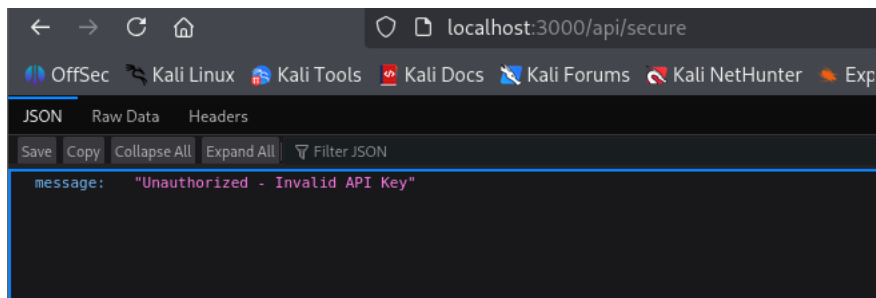 localhost:3000/api/secure
OffSec Kali Linux Kali Tools Kali Docs Kali Forums Kali NetHunter Exp
JSON Raw Data Headers
Save Copy Collapse All Expand All Filter JSON
message: "Unauthorized - Invalid API Key"